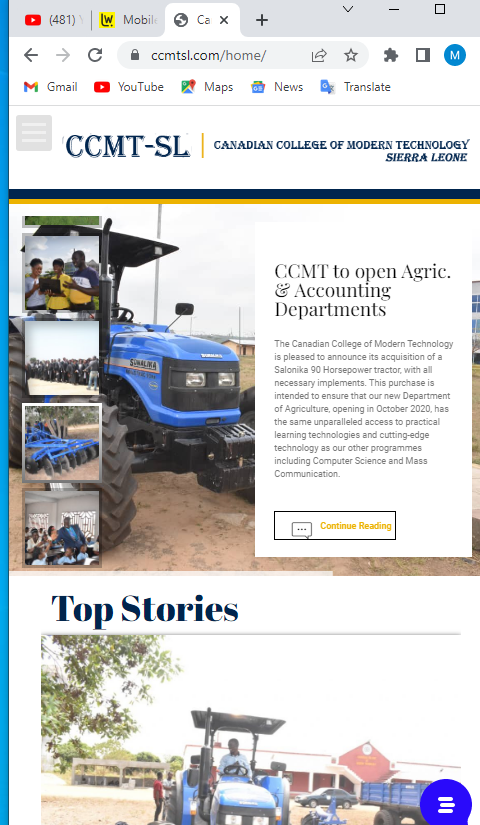 (481)
Mobile
Ca
ccmtsl.com/home/
M
Gmail
YouTube
Maps
News
Translate
CCMT-SL
CANADIAN COLLEGE OF MODERN TECHNOLOGY
SIERRA LEONE
SONALIKA
CCMT to open Agric.
& Accounting
Departments
The Canadian College of Modern Technology
is pleased to announce its acquisition of a
Salonika 90 Horsepower tractor, with all
necessary implements. This purchase is
intended to ensure that our new Department
of Agriculture, opening in October 2020, has
the same unparalleled access to practical
learning technologies and cutting-edge
technology as our other programmes
including Computer Science and Mass
Communication.
Continue Reading
Top Stories